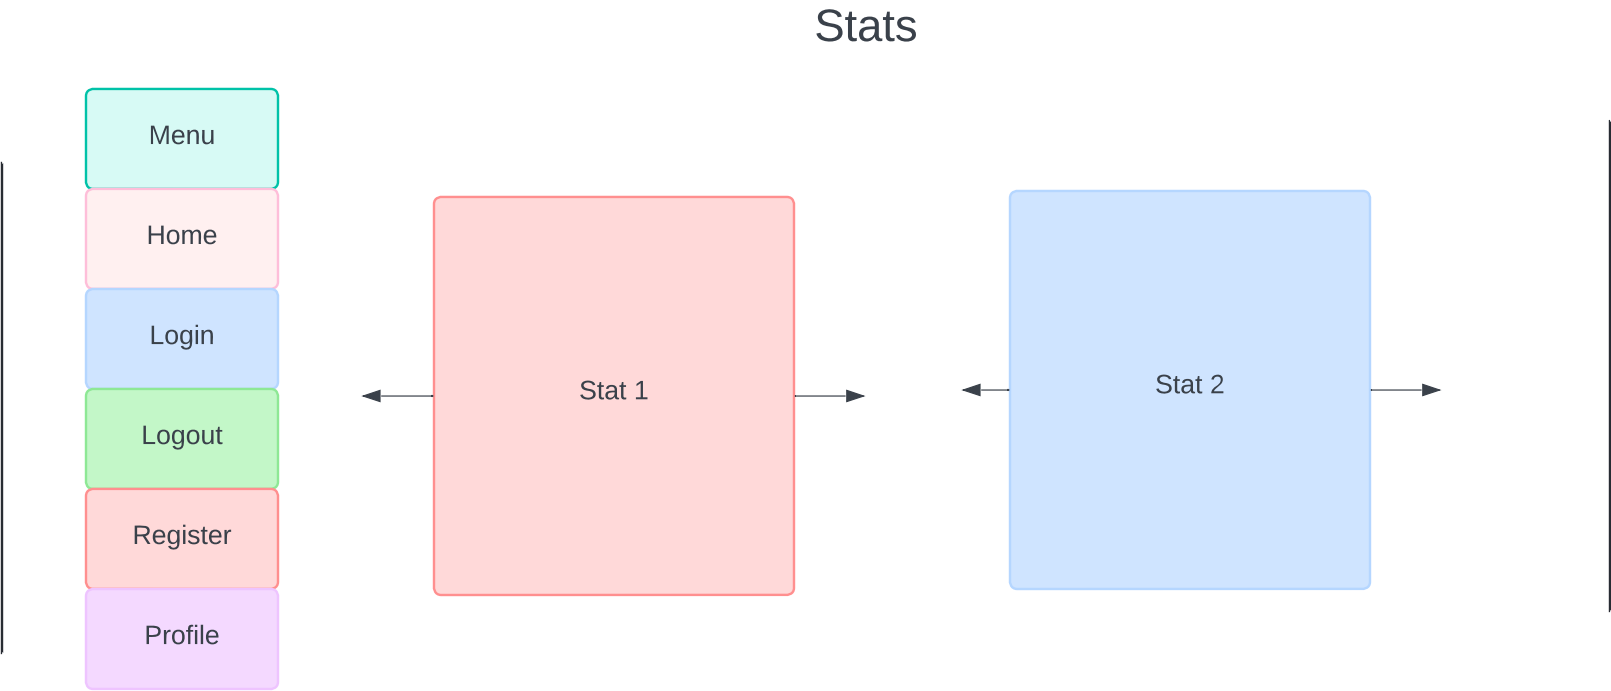 Stats
Menu
Home
Login
Logout
Register
Profile
Stat 1
Stat 2